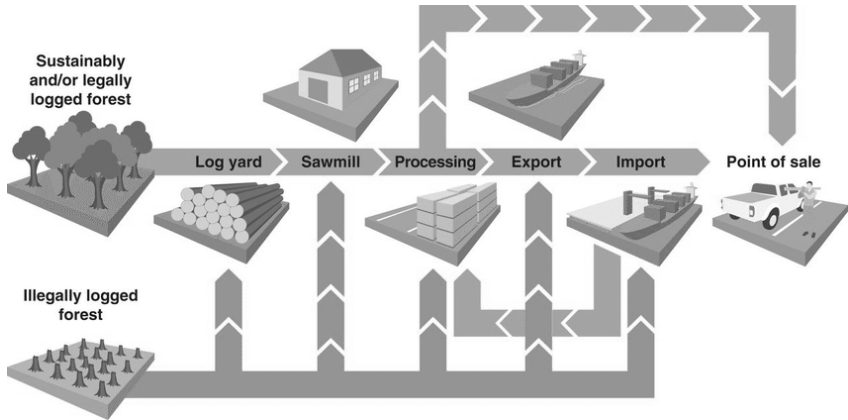 Sustainably
and/or legally
logged forest
Log yard
Sawmill
Processing
Export
Import
Point of sale
Illegally logged
forest